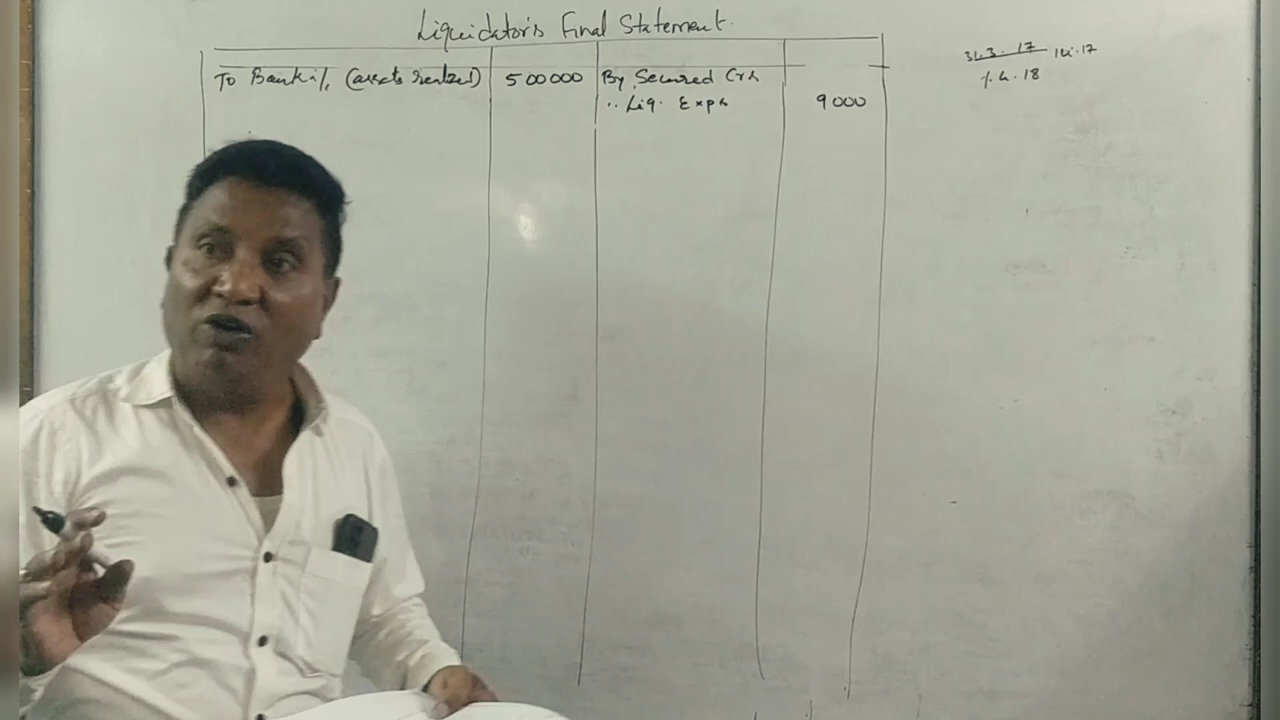 Liquidator's Final Statement.
To Bank a/c (assets realized) 500000 By Secured Crs
" Liq. Exps 9000
31.3.17
1.4.18